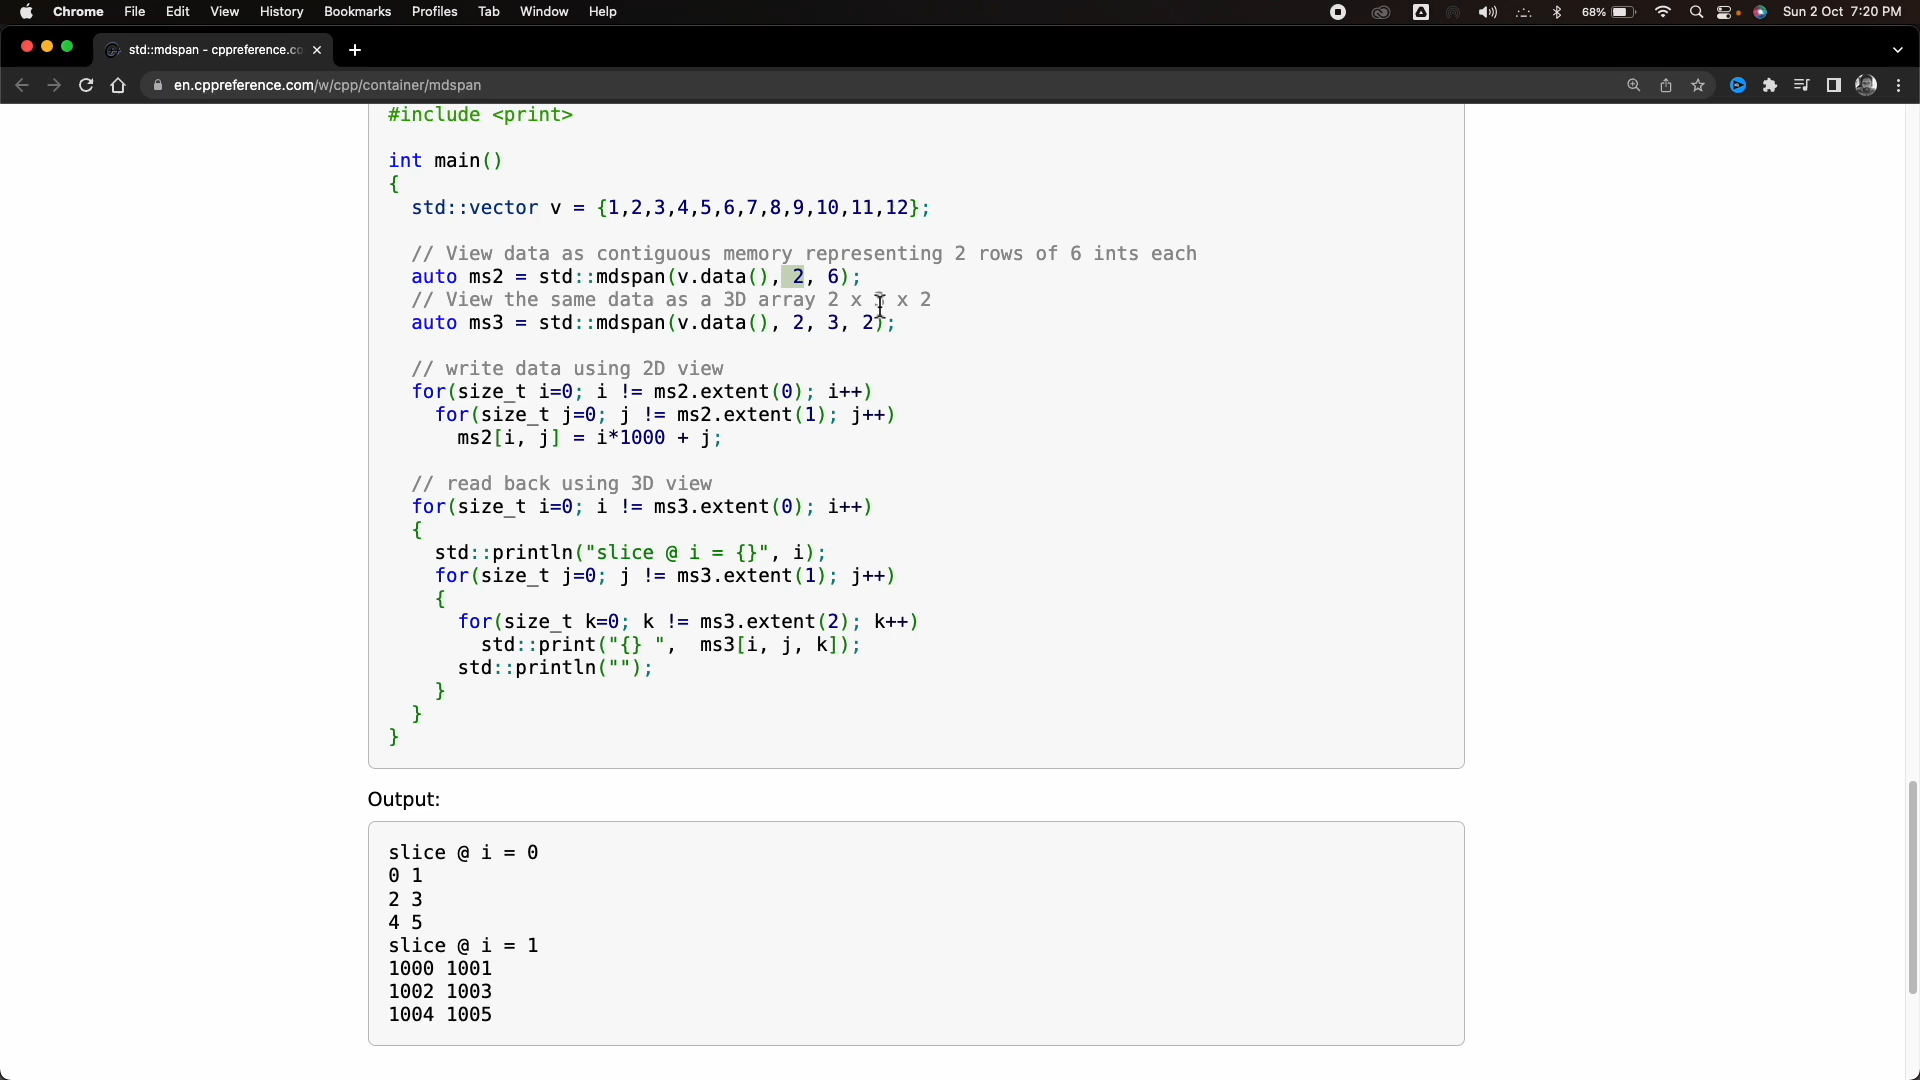 Chrome File Edit View History Bookmarks Profiles Tab Window Help 68% Sun 2 Oct 7:20 PM
std::mdspan - cppreference.co
en.cppreference.com/w/cpp/container/mdspan
#include <print>
int main()
{
std::vector v = {1,2,3,4,5,6,7,8,9,10,11,12};
// View data as contiguous memory representing 2 rows of 6 ints each
auto ms2 = std::mdspan(v.data(), 2, 6);
// View the same data as a 3D array 2 x 3 x 2
auto ms3 = std::mdspan(v.data(), 2, 3, 2);
// write data using 2D view
for(size_t i=0; i != ms2.extent(0); i++)
for(size_t j=0; j != ms2.extent(1); j++)
ms2[i, j] = i*1000 + j;
// read back using 3D view
for(size_t i=0; i != ms3.extent(0); i++)
{
std::println("slice @ i = {}", i);
for(size_t j=0; j != ms3.extent(1); j++)
{
for(size_t k=0; k != ms3.extent(2); k++)
std::print("{} ",  ms3[i, j, k]);
std::println("");
}
}
}
Output:
slice @ i = 0
0 1
2 3
4 5
slice @ i = 1
1000 1001
1002 1003
1004 1005